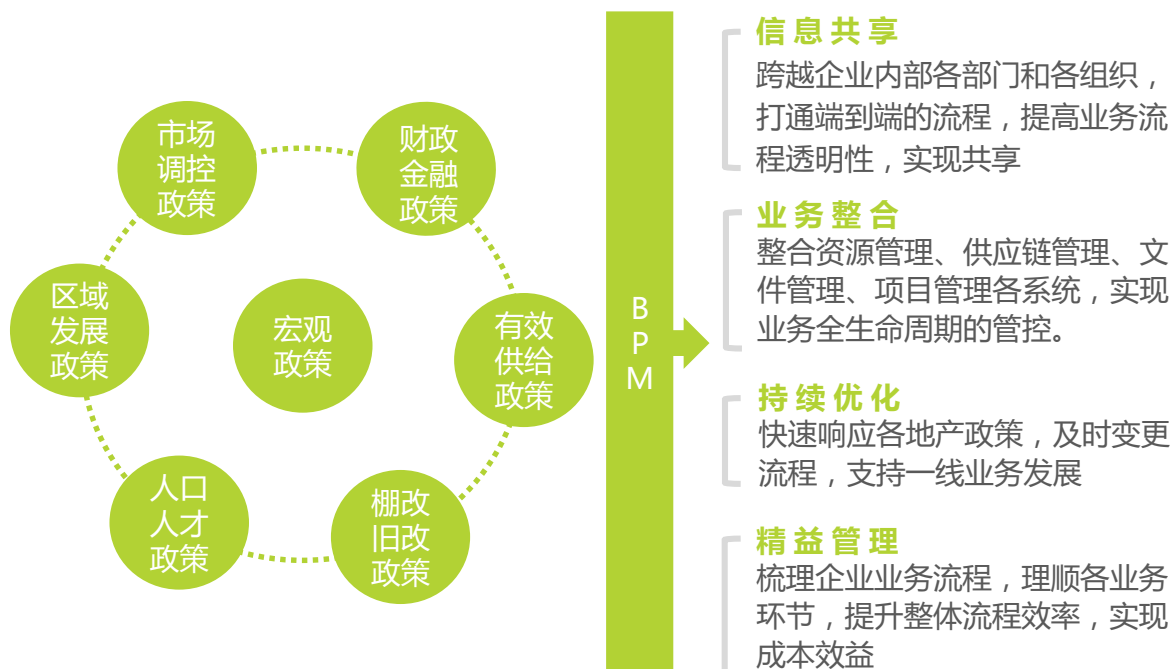 市场
调控
政策
财政
金融
政策
区域
发展
政策
宏观
政策
有效
供给
政策
人口
人才
政策
棚改
旧改
政策
B
P
M
信息共享
跨越企业内部各部门和各组织，
打通端到端的流程，提高业务流
程透明性，实现共享
业务整合
整合资源管理、供应链管理、文
件管理、项目管理各系统，实现
业务全生命周期的管控。
持续优化
快速响应各地产政策，及时变更
流程，支持一线业务发展
精益管理
梳理企业业务流程，理顺各业务
环节，提升整体流程效率，实现
成本效益